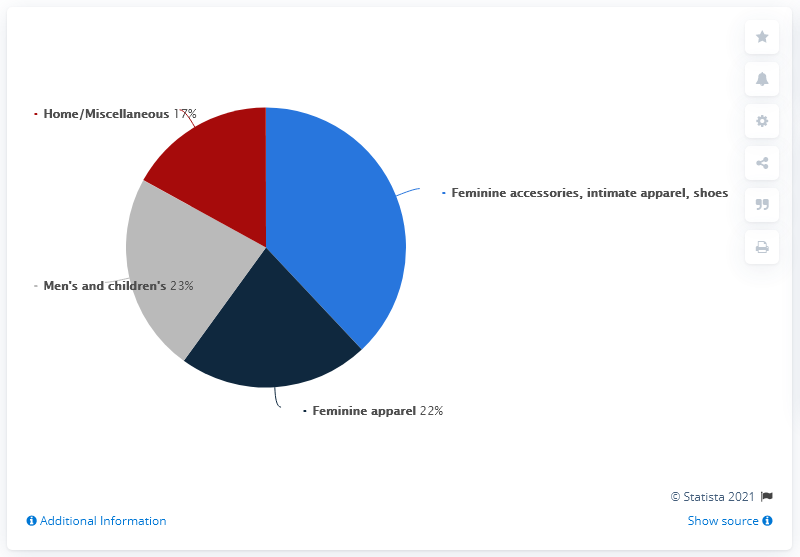 Home/Miscellaneous 17%
Feminine accessories, intimate apparel, shoes
Men's and children's 23%
Feminine apparel 22%
© Statista 2021
Additional Information
Show source